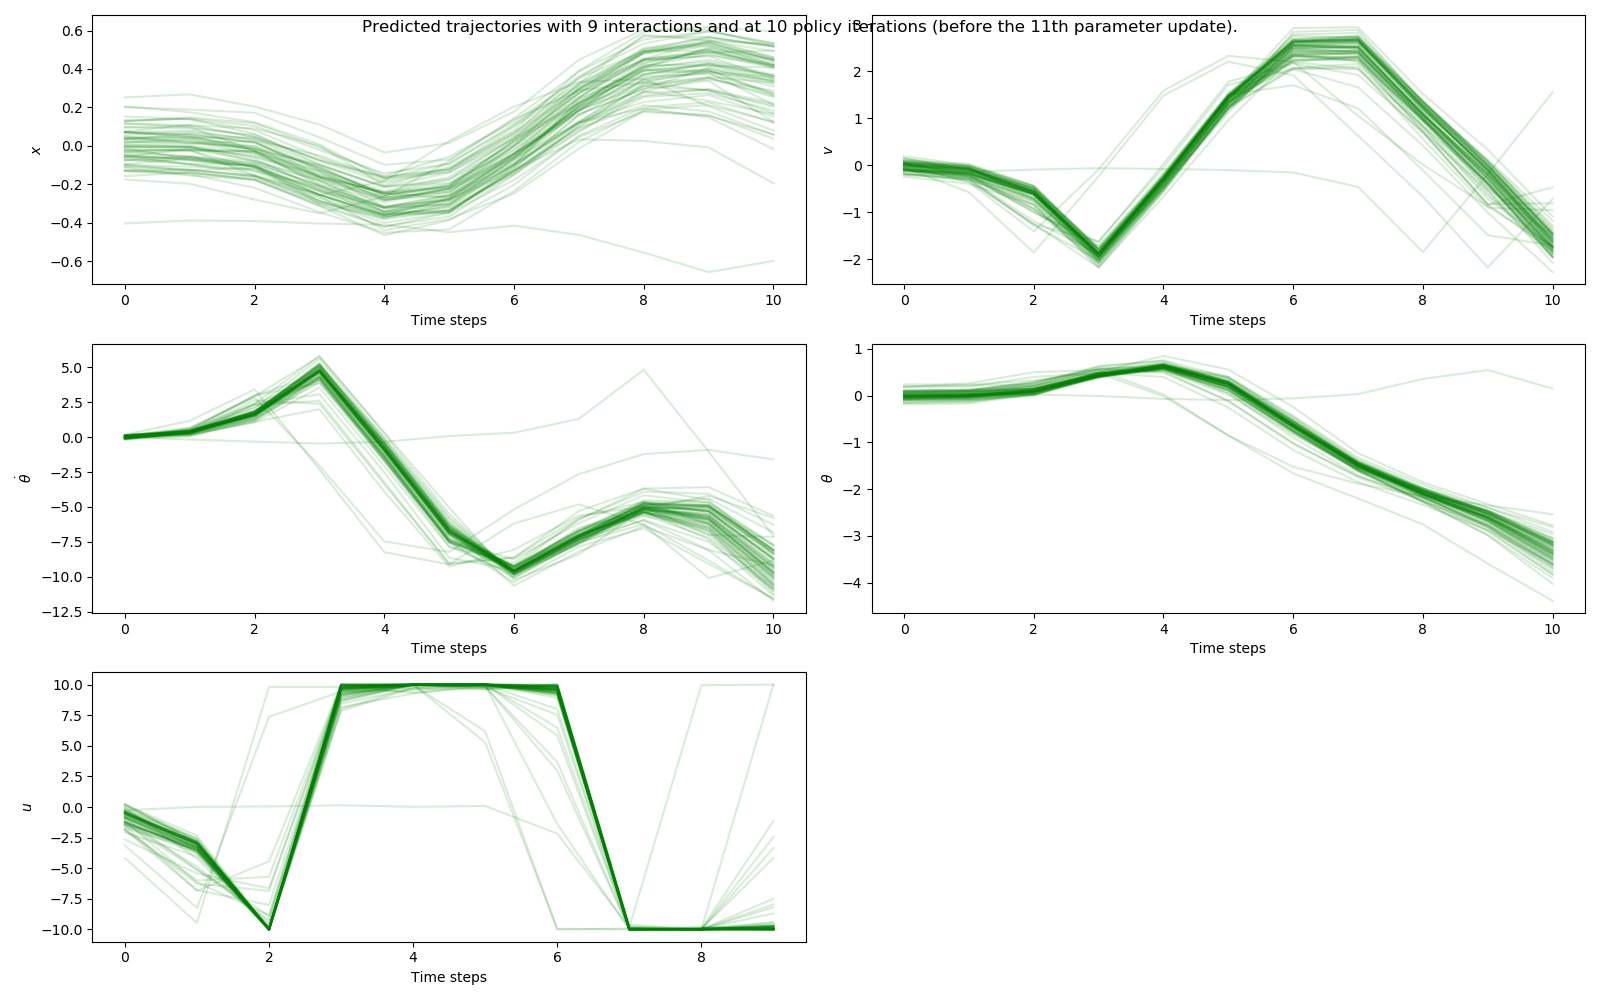 Predicted trajectories with 9 interactions and at 10 policy iterations (before the 11th parameter update).
0.6
0.4
0.2
0.0
−0.2
−0.4
−0.6
x
0 2 4 6 8 10
Time steps
3
2
1
0
−1
−2
v
0 2 4 6 8 10
Time steps
5.0
2.5
0.0
−2.5
−5.0
−7.5
−10.0
−12.5
θ̇
0 2 4 6 8 10
Time steps
1
0
−1
−2
−3
−4
θ
0 2 4 6 8 10
Time steps
10.0
7.5
5.0
2.5
0.0
−2.5
−5.0
−7.5
−10.0
u
0 2 4 6 8
Time steps